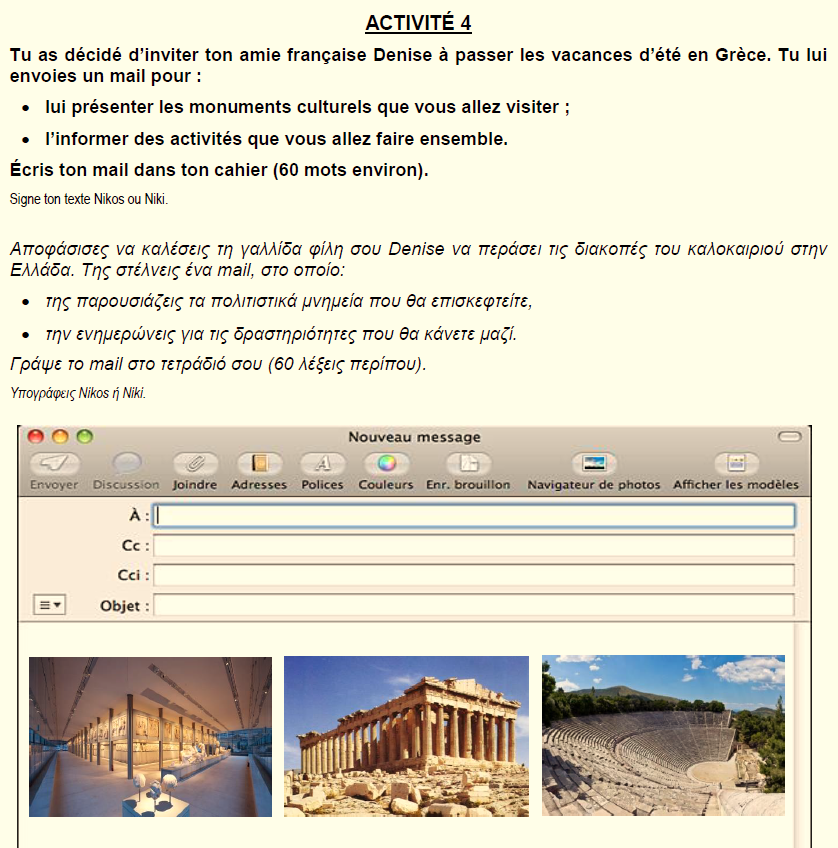 ACTIVITÉ 4
Tu as décidé d’inviter ton amie française Denise à passer les vacances d’été en Grèce. Tu lui
envoies un mail pour :
• lui présenter les monuments culturels que vous allez visiter ;
• l’informer des activités que vous allez faire ensemble.
Écris ton mail dans ton cahier (60 mots environ).
Signe ton texte Nikos ou Niki.
Αποφάσισες να καλέσεις τη γαλλίδα φίλη σου Denise να περάσει τις διακοπές του καλοκαιριού στην
Ελλάδα. Της στέλνεις ένα mail, στο οποίο:
• της παρουσιάζεις τα πολιτιστικά μνημεία που θα επισκεφτείτε,
• την ενημερώνεις για τις δραστηριότητες που θα κάνετε μαζί.
Γράψε το mail στο τετράδιό σου (60 λέξεις περίπου).
Υπογράφεις Nikos ή Niki.
Nouveau message
Envoyer Discussion Joindre Adresses Polices Couleurs Enr. brouillon Navigateur de photos Afficher les modèles
À :
Cc :
Cci :
Objet :